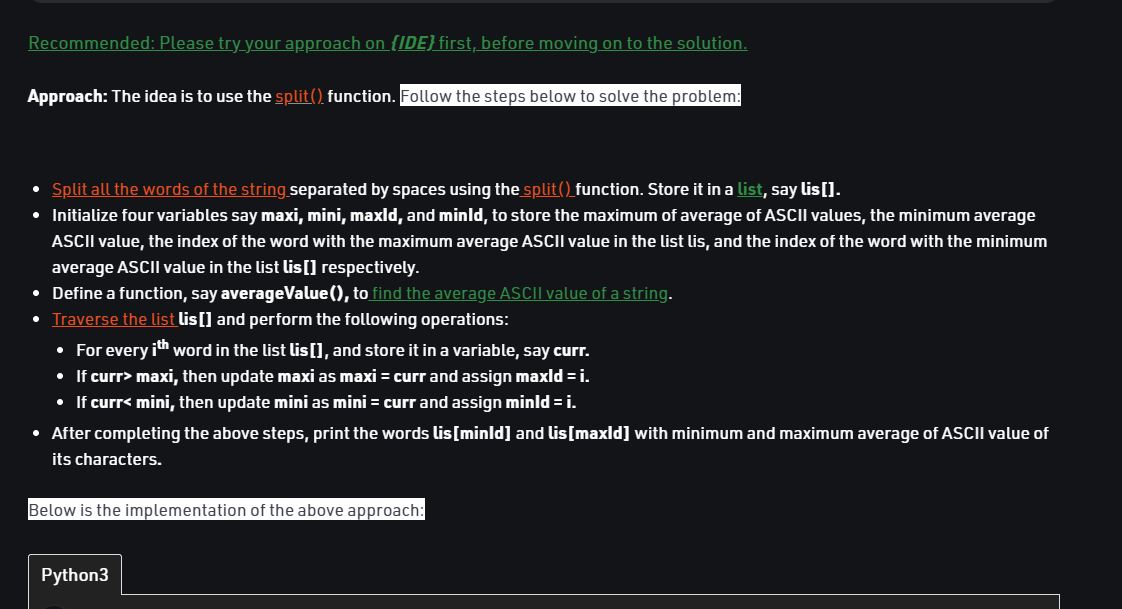 Recommended: Please try your approach on {IDE} first, before moving on to the solution.
Approach: The idea is to use the split() function. Follow the steps below to solve the problem:
• Split all the words of the string separated by spaces using the split() function. Store it in a list, say lis[].
• Initialize four variables say maxi, mini, maxId, and minId, to store the maximum of average of ASCII values, the minimum average
ASCII value, the index of the word with the maximum average ASCII value in the list lis, and the index of the word with the minimum
average ASCII value in the list lis[] respectively.
• Define a function, say averageValue(), to find the average ASCII value of a string.
• Traverse the list lis[] and perform the following operations:
• For every ith word in the list lis[], and store it in a variable, say curr.
• If curr> maxi, then update maxi as maxi = curr and assign maxId = i.
• If curr< mini, then update mini as mini = curr and assign minId = i.
• After completing the above steps, print the words lis[minId] and lis[maxId] with minimum and maximum average of ASCII value of
its characters.
Below is the implementation of the above approach:
Python3